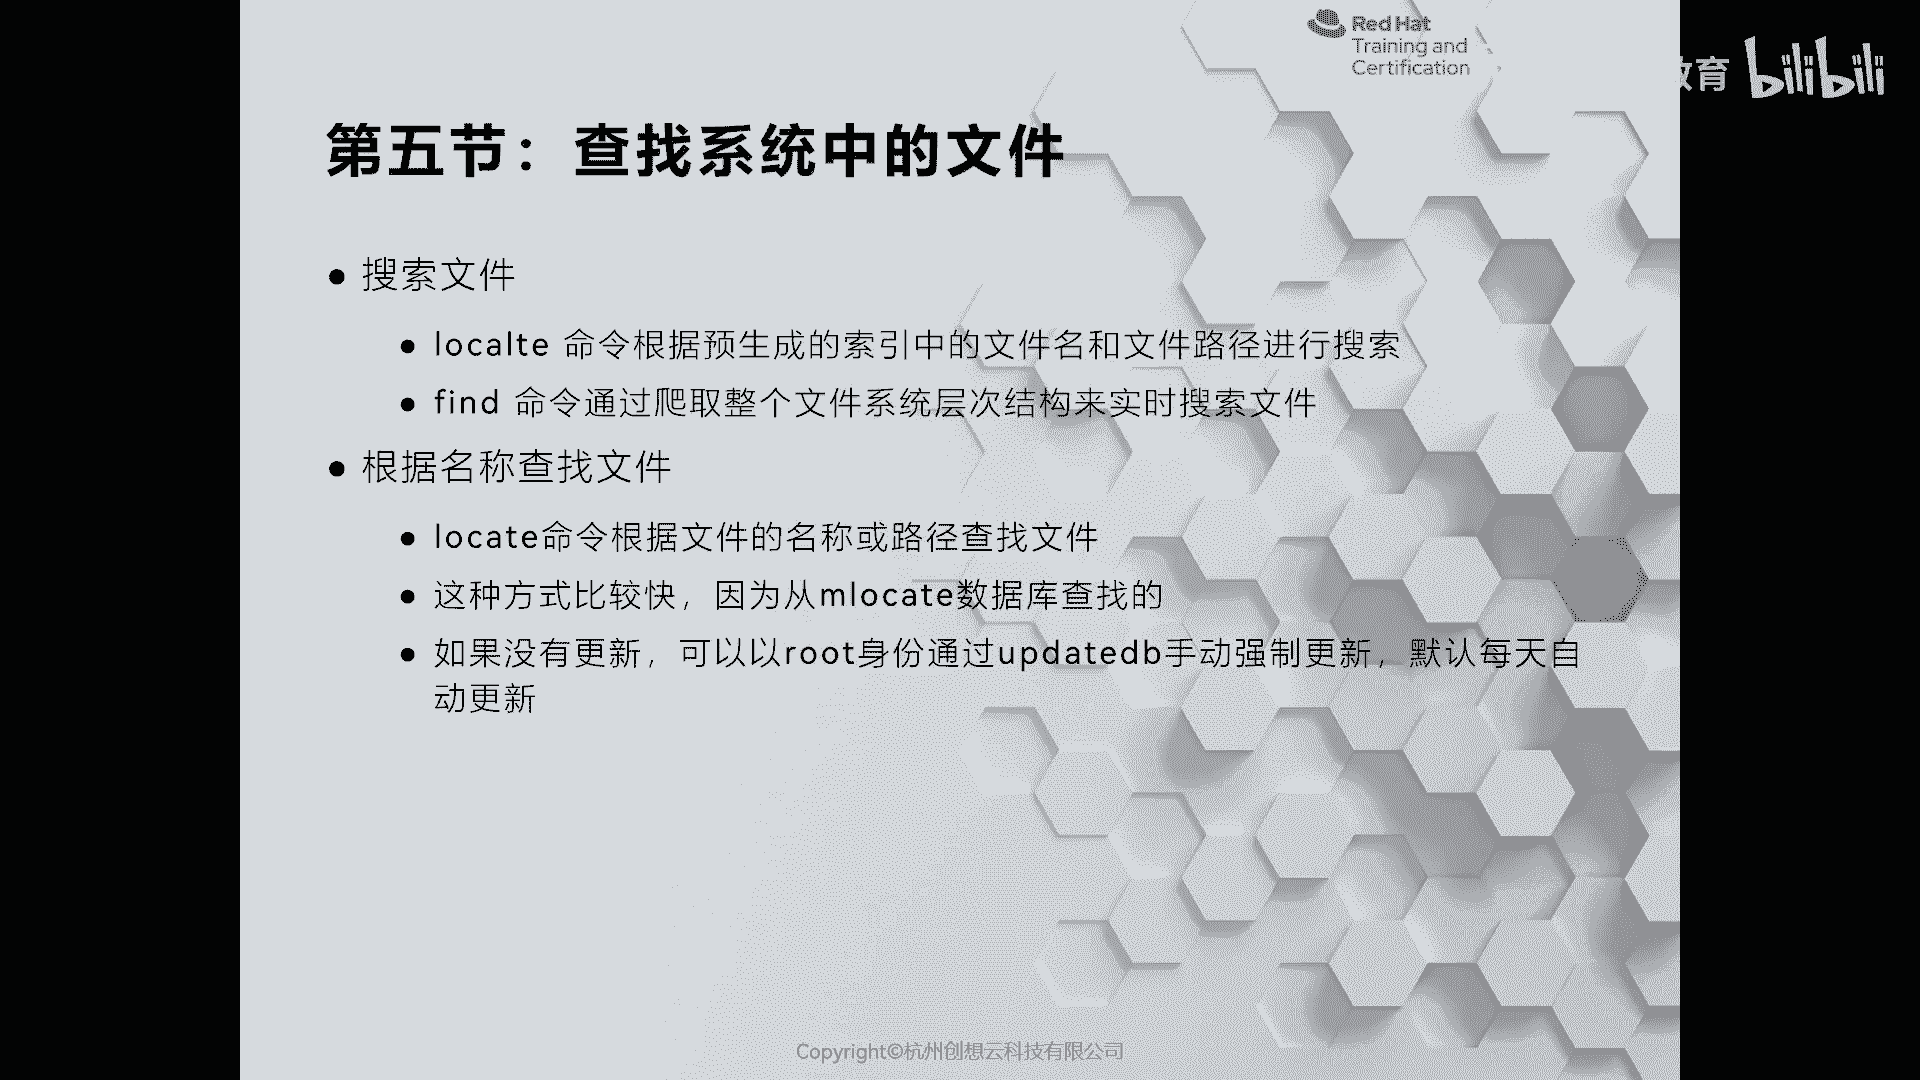 Red Hat
Training and
Certification
教育 bilibili
第五节：查找系统中的文件
• 搜索文件
• localte 命令根据预生成的索引中的文件名和文件路径进行搜索
• find 命令通过爬取整个文件系统层次结构来实时搜索文件
• 根据名称查找文件
• locate命令根据文件的名称或路径查找文件
• 这种方式比较快，因为从mlocate数据库查找的
• 如果没有更新，可以以root身份通过updatedb手动强制更新，默认每天自
动更新
Copyright©杭州创想云科技有限公司